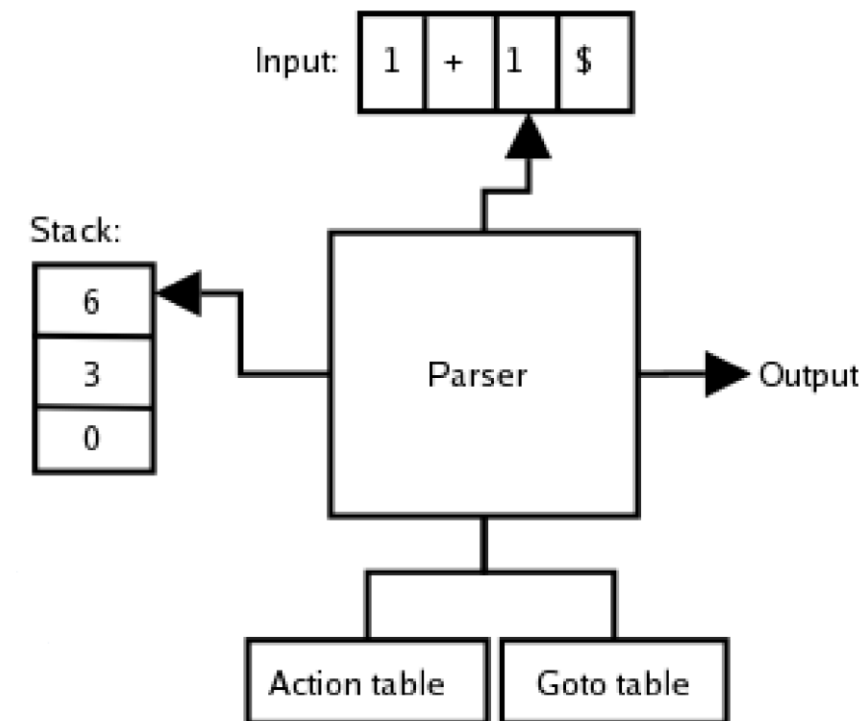 Input: 1 + 1 $
Stack:
6
3
0
Parser
Output
Action table Goto table